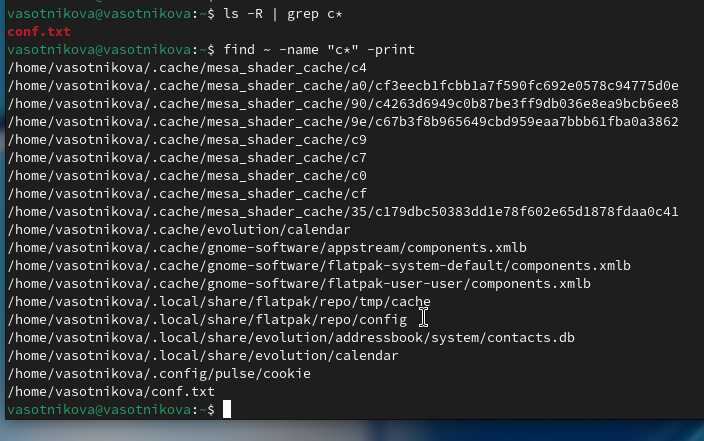 vasotnikova@vasotnikova:~$ ls -R | grep c*
conf.txt
vasotnikova@vasotnikova:~$ find ~ -name "c*" -print
/home/vasotnikova/.cache/mesa_shader_cache/c4
/home/vasotnikova/.cache/mesa_shader_cache/a0/cf3eecb1fcbb1a7f590fc692e0578c94775d0e
/home/vasotnikova/.cache/mesa_shader_cache/90/c4263d6949c0b87be3ff9db036e8ea9bcb6ee8
/home/vasotnikova/.cache/mesa_shader_cache/9e/c67b3f8b965649cbd959eaa7bbb61fba0a3862
/home/vasotnikova/.cache/mesa_shader_cache/c9
/home/vasotnikova/.cache/mesa_shader_cache/c7
/home/vasotnikova/.cache/mesa_shader_cache/c0
/home/vasotnikova/.cache/mesa_shader_cache/cf
/home/vasotnikova/.cache/mesa_shader_cache/35/c179dbc50383dd1e78f602e65d1878fdaa0c41
/home/vasotnikova/.cache/evolution/calendar
/home/vasotnikova/.cache/gnome-software/appstream/components.xmlb
/home/vasotnikova/.cache/gnome-software/flatpak-system-default/components.xmlb
/home/vasotnikova/.cache/gnome-software/flatpak-user-user/components.xmlb
/home/vasotnikova/.local/share/flatpak/repo/tmp/cache
/home/vasotnikova/.local/share/flatpak/repo/config
/home/vasotnikova/.local/share/evolution/addressbook/system/contacts.db
/home/vasotnikova/.local/share/evolution/calendar
/home/vasotnikova/.config/pulse/cookie
/home/vasotnikova/conf.txt
vasotnikova@vasotnikova:~$